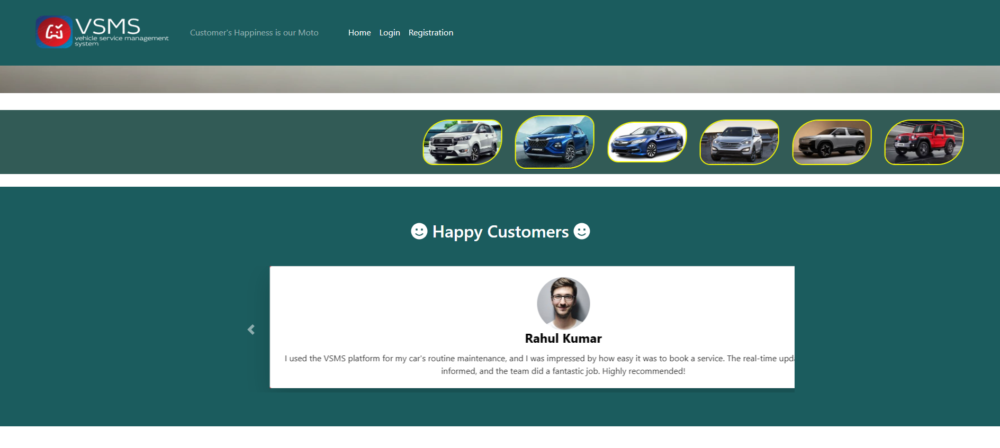 VSMS
vehicle service management
system
Customer's Happiness is our Moto
Home Login Registration
FRONX
Happy Customers
Rahul Kumar
I used the VSMS platform for my car's routine maintenance, and I was impressed by how easy it was to book a service. The real-time upd
informed, and the team did a fantastic job. Highly recommended!